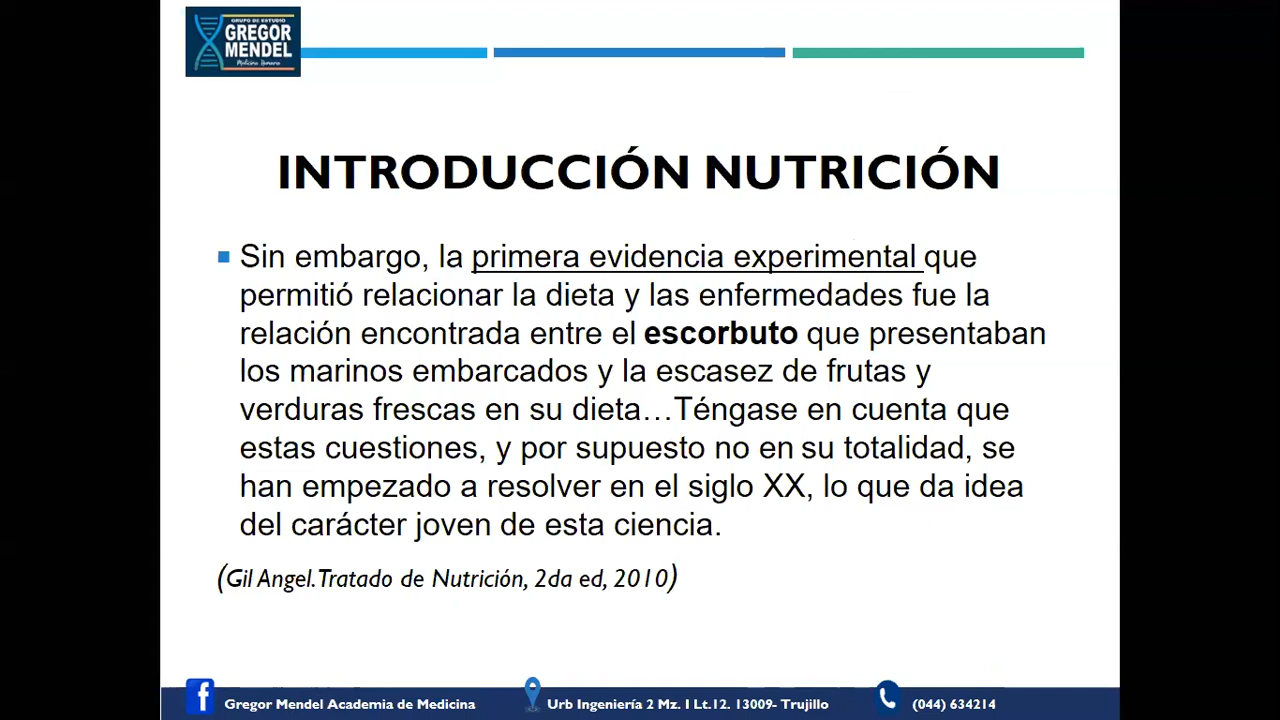 GRUPO DE ESTUDIO
GREGOR
MENDEL
Medicina Humana
INTRODUCCIÓN NUTRICIÓN
Sin embargo, la primera evidencia experimental que
permitió relacionar la dieta y las enfermedades fue la
relación encontrada entre el escorbuto que presentaban
los marinos embarcados y la escasez de frutas y
verduras frescas en su dieta…Téngase en cuenta que
estas cuestiones, y por supuesto no en su totalidad, se
han empezado a resolver en el siglo XX, lo que da idea
del carácter joven de esta ciencia.
(Gil Angel.Tratado de Nutrición, 2da ed, 2010)
Gregor Mendel Academia de Medicina
Urb Ingeniería 2 Mz. I Lt.12. 13009- Trujillo
(044) 634214